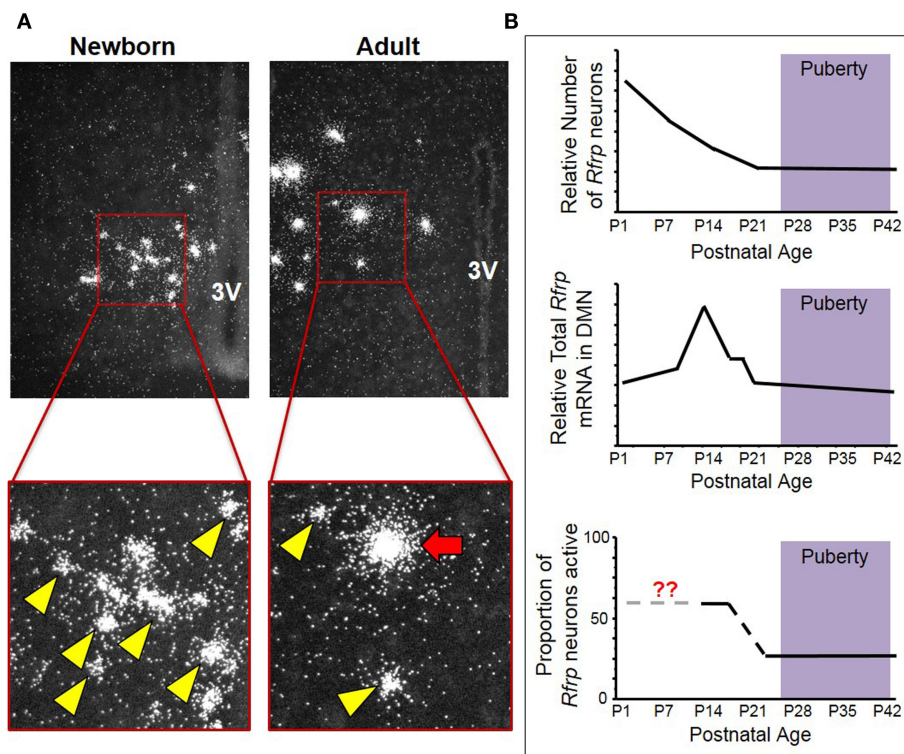 A
Newborn
Adult
3V
3V
B
Relative Number
of Rfrp neurons
Puberty
P1 P7 P14 P21 P28 P35 P42
Postnatal Age
Relative Total Rfrp
mRNA in DMN
Puberty
P1 P7 P14 P21 P28 P35 P42
Postnatal Age
Proportion of
Rfrp neurons active
100
50
0
??
Puberty
P1 P7 P14 P21 P28 P35 P42
Postnatal Age